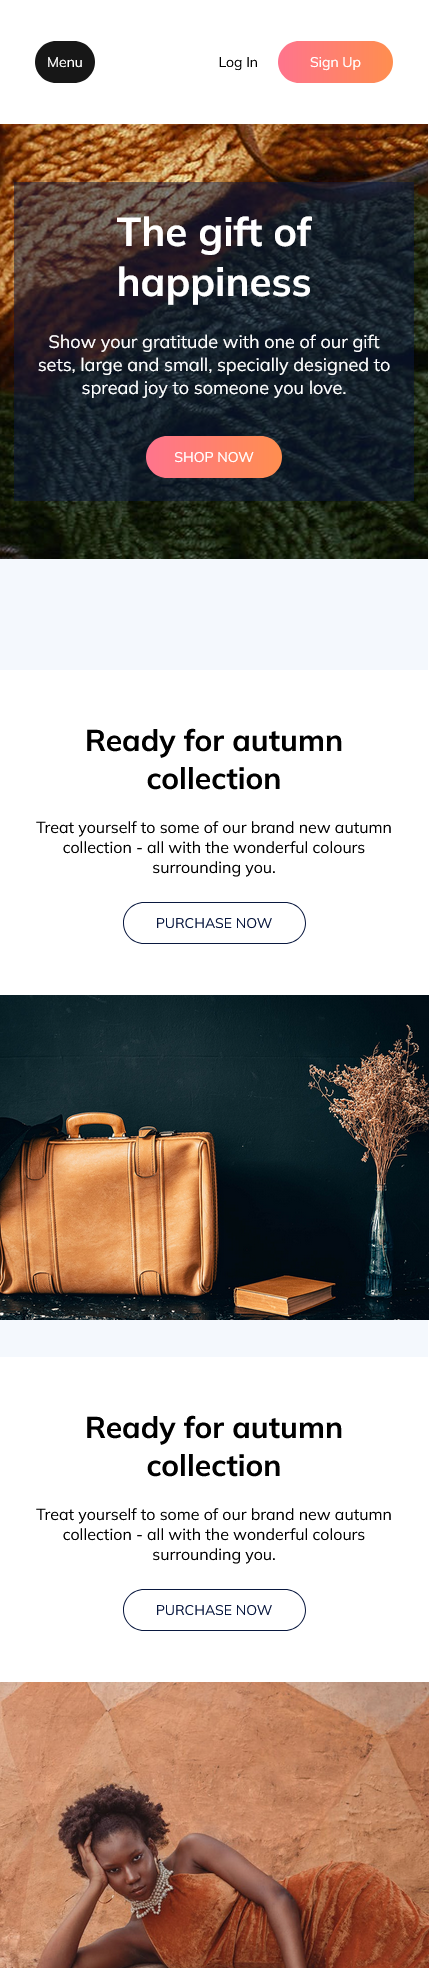 Menu
Log In
Sign Up
The gift of
happiness
Show your gratitude with one of our gift
sets, large and small, specially designed to
spread joy to someone you love.
SHOP NOW
Ready for autumn
collection
Treat yourself to some of our brand new autumn
collection - all with the wonderful colours
surrounding you.
PURCHASE NOW
Ready for autumn
collection
Treat yourself to some of our brand new autumn
collection - all with the wonderful colours
surrounding you.
PURCHASE NOW